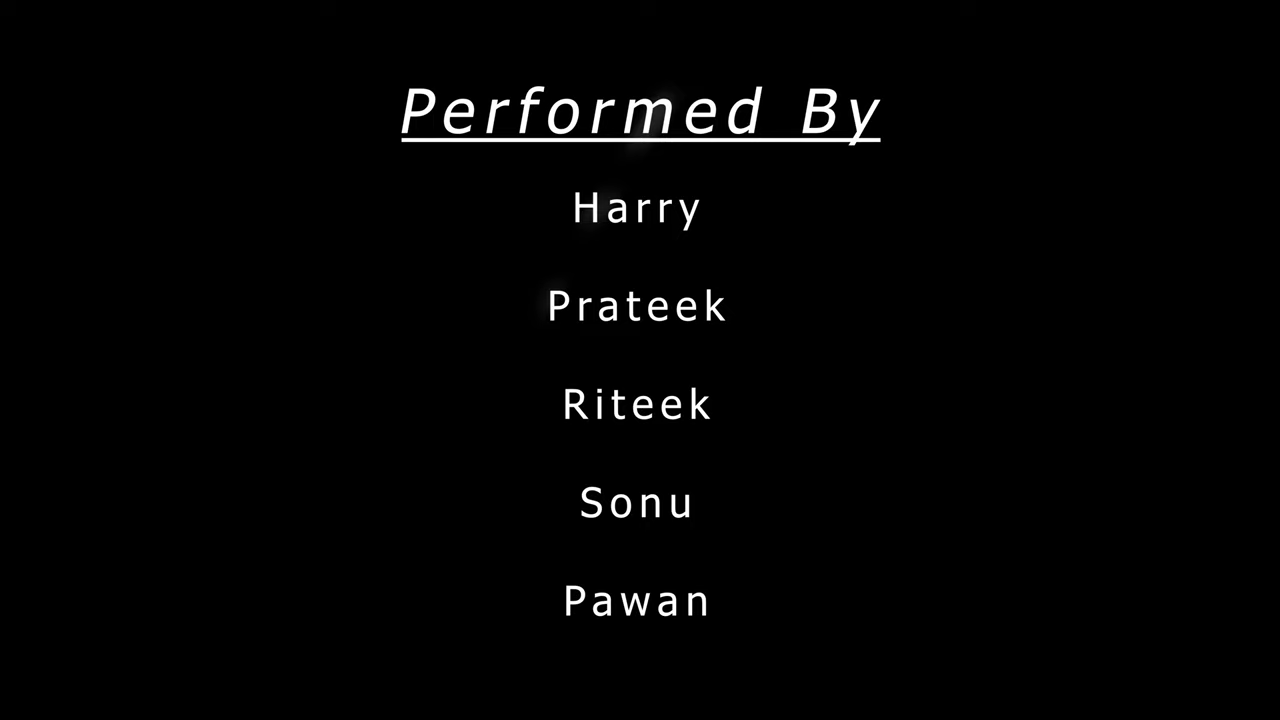 Performed By
Harry
Prateek
Riteek
Sonu
Pawan